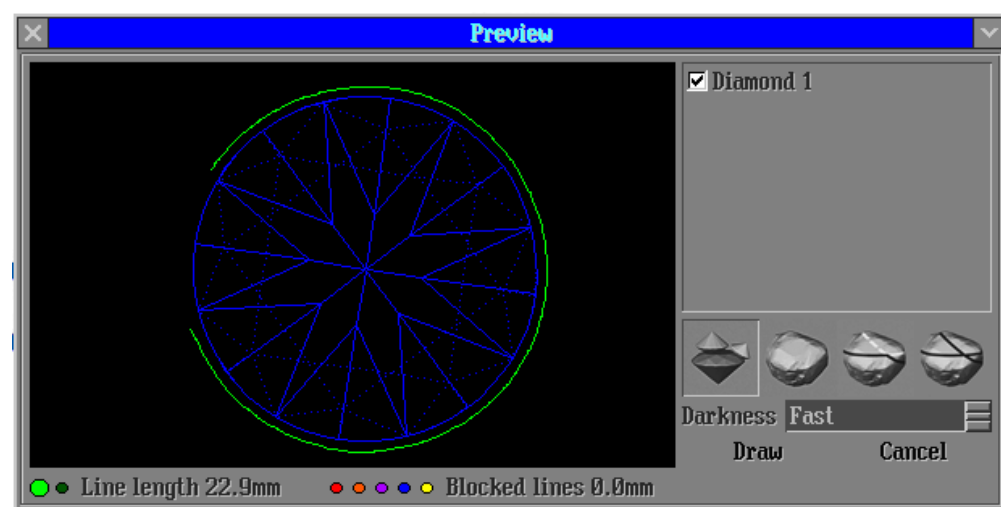 Preview
Diamond 1
Darkness Fast
Draw Cancel
Line length 22.9mm Blocked lines 0.0mm